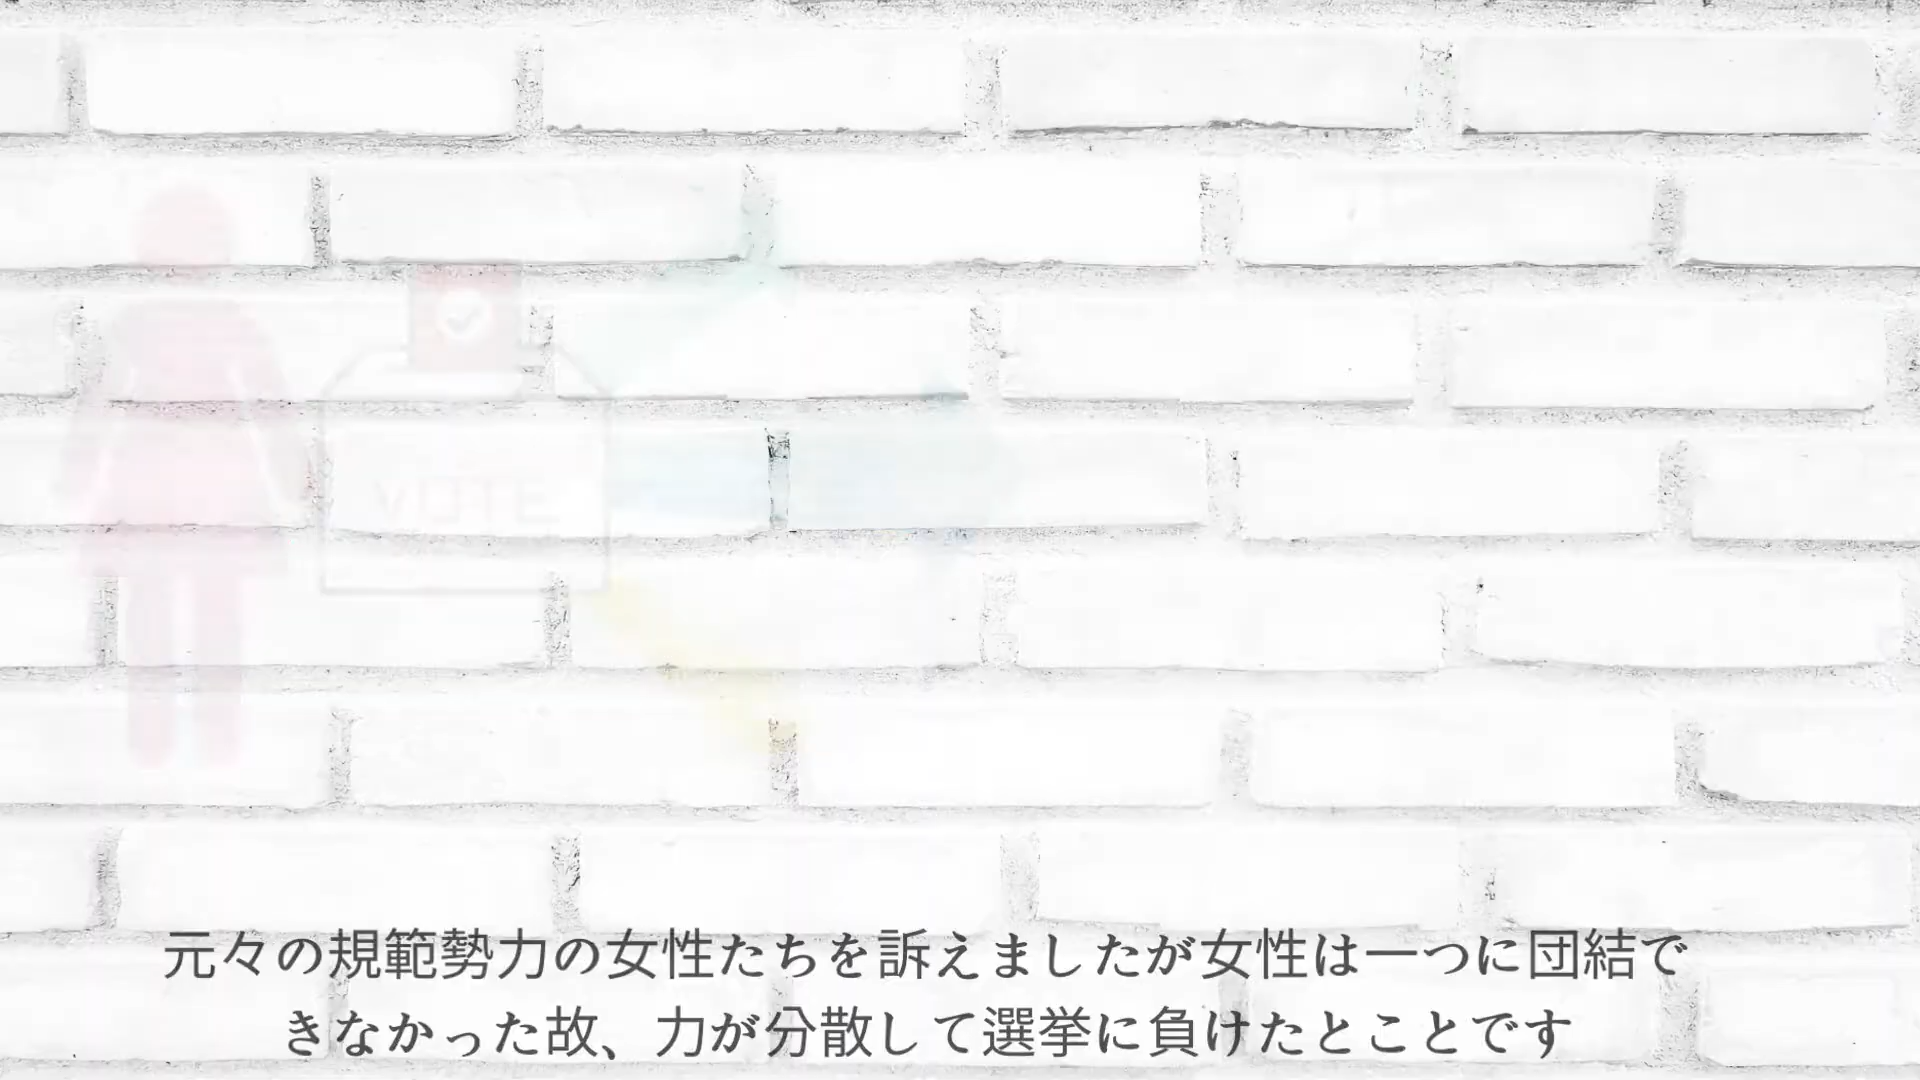 VOTE
元々の規範勢力の女性たちを訴えましたが女性は一つに団結で
きなかった故、力が分散して選挙に負けたとことです